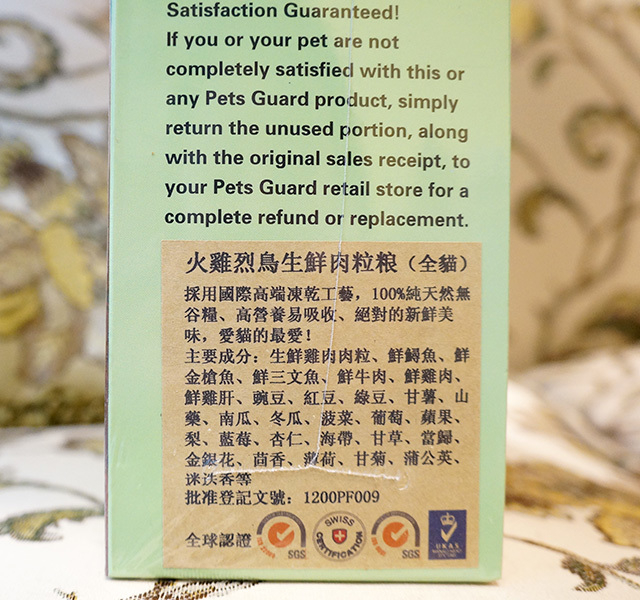 Satisfaction Guaranteed!
If you or your pet are not
completely satisfied with this or
any Pets Guard product, simply
return the unused portion, along
with the original sales receipt, to
your Pets Guard retail store for a
complete refund or replacement.
火雞烈鳥生鮮肉粒粮（全貓）
採用國際高端凍乾工藝，100%純天然無
谷糧、高營養易吸收、絕對的新鮮美
味，愛貓的最愛！
主要成分：生鮮雞肉肉粒、鮮鱘魚、鮮
金槍魚、鮮三文魚、鮮牛肉、鮮雞肉、
鮮雞肝、豌豆、紅豆、綠豆、甘薯、山
藥、南瓜、冬瓜、菠菜、葡萄、蘋果、
梨、藍莓、杏仁、海帶、甘草、當歸、
金銀花、茴香、薄荷、甘菊、蒲公英、
迷迭香等
批准登記文號：1200PF009
全球認證
SGS
SWISS CERTIFICATION
SGS
UKAS